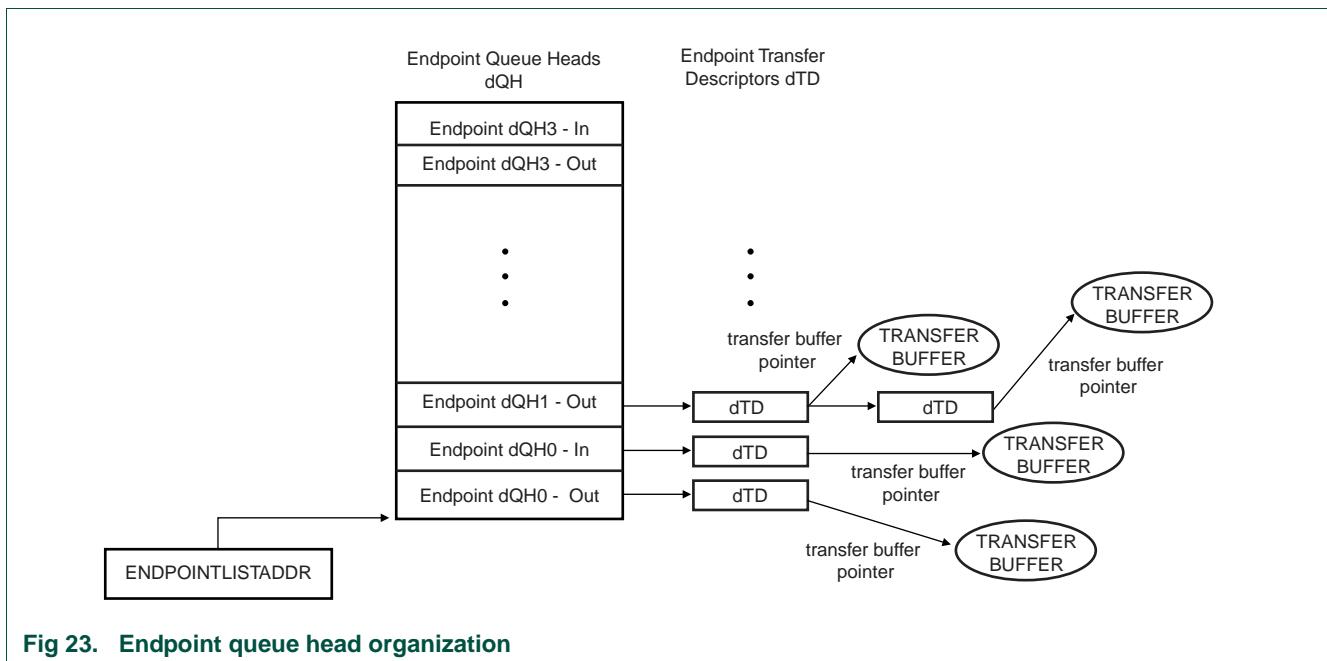 Endpoint Queue Heads
dQH
Endpoint Transfer
Descriptors dTD
Endpoint dQH3 - In
Endpoint dQH3 - Out
TRANSFER
BUFFER
transfer buffer
pointer
TRANSFER
BUFFER
transfer buffer
pointer
Endpoint dQH1 - Out
dTD
dTD
Endpoint dQH0 - In
dTD
transfer buffer
pointer
TRANSFER
BUFFER
Endpoint dQH0 - Out
dTD
transfer buffer
pointer
TRANSFER
BUFFER
ENDPOINTLISTADDR
Fig 23. Endpoint queue head organization